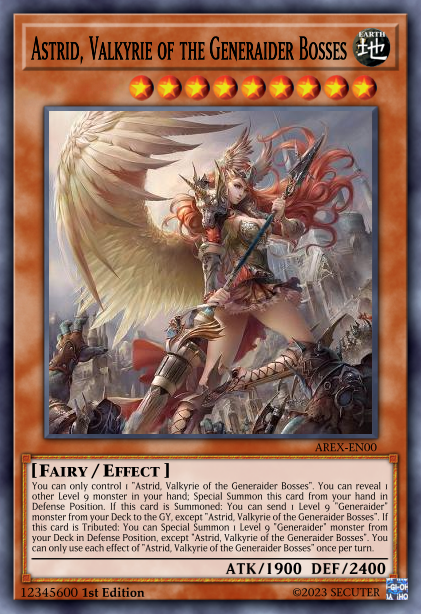 Astrid, Valkyrie of the Generaider Bosses
EARTH
地
AREX-EN00
[ Fairy / Effect ]
You can only control 1 "Astrid, Valkyrie of the Generaider Bosses". You can reveal 1
other Level 9 monster in your hand; Special Summon this card from your hand in
Defense Position. If this card is Summoned: You can send 1 Level 9 "Generaider"
monster from your Deck to the GY, except "Astrid, Valkyrie of the Generaider Bosses". If
this card is Tributed: You can Special Summon 1 Level 9 "Generaider" monster from
your Deck in Defense Position, except "Astrid, Valkyrie of the Generaider Bosses". You
can only use each effect of "Astrid, Valkyrie of the Generaider Bosses" once per turn.
ATK/1900 DEF/2400
12345600 1st Edition
©2023 SECUTER